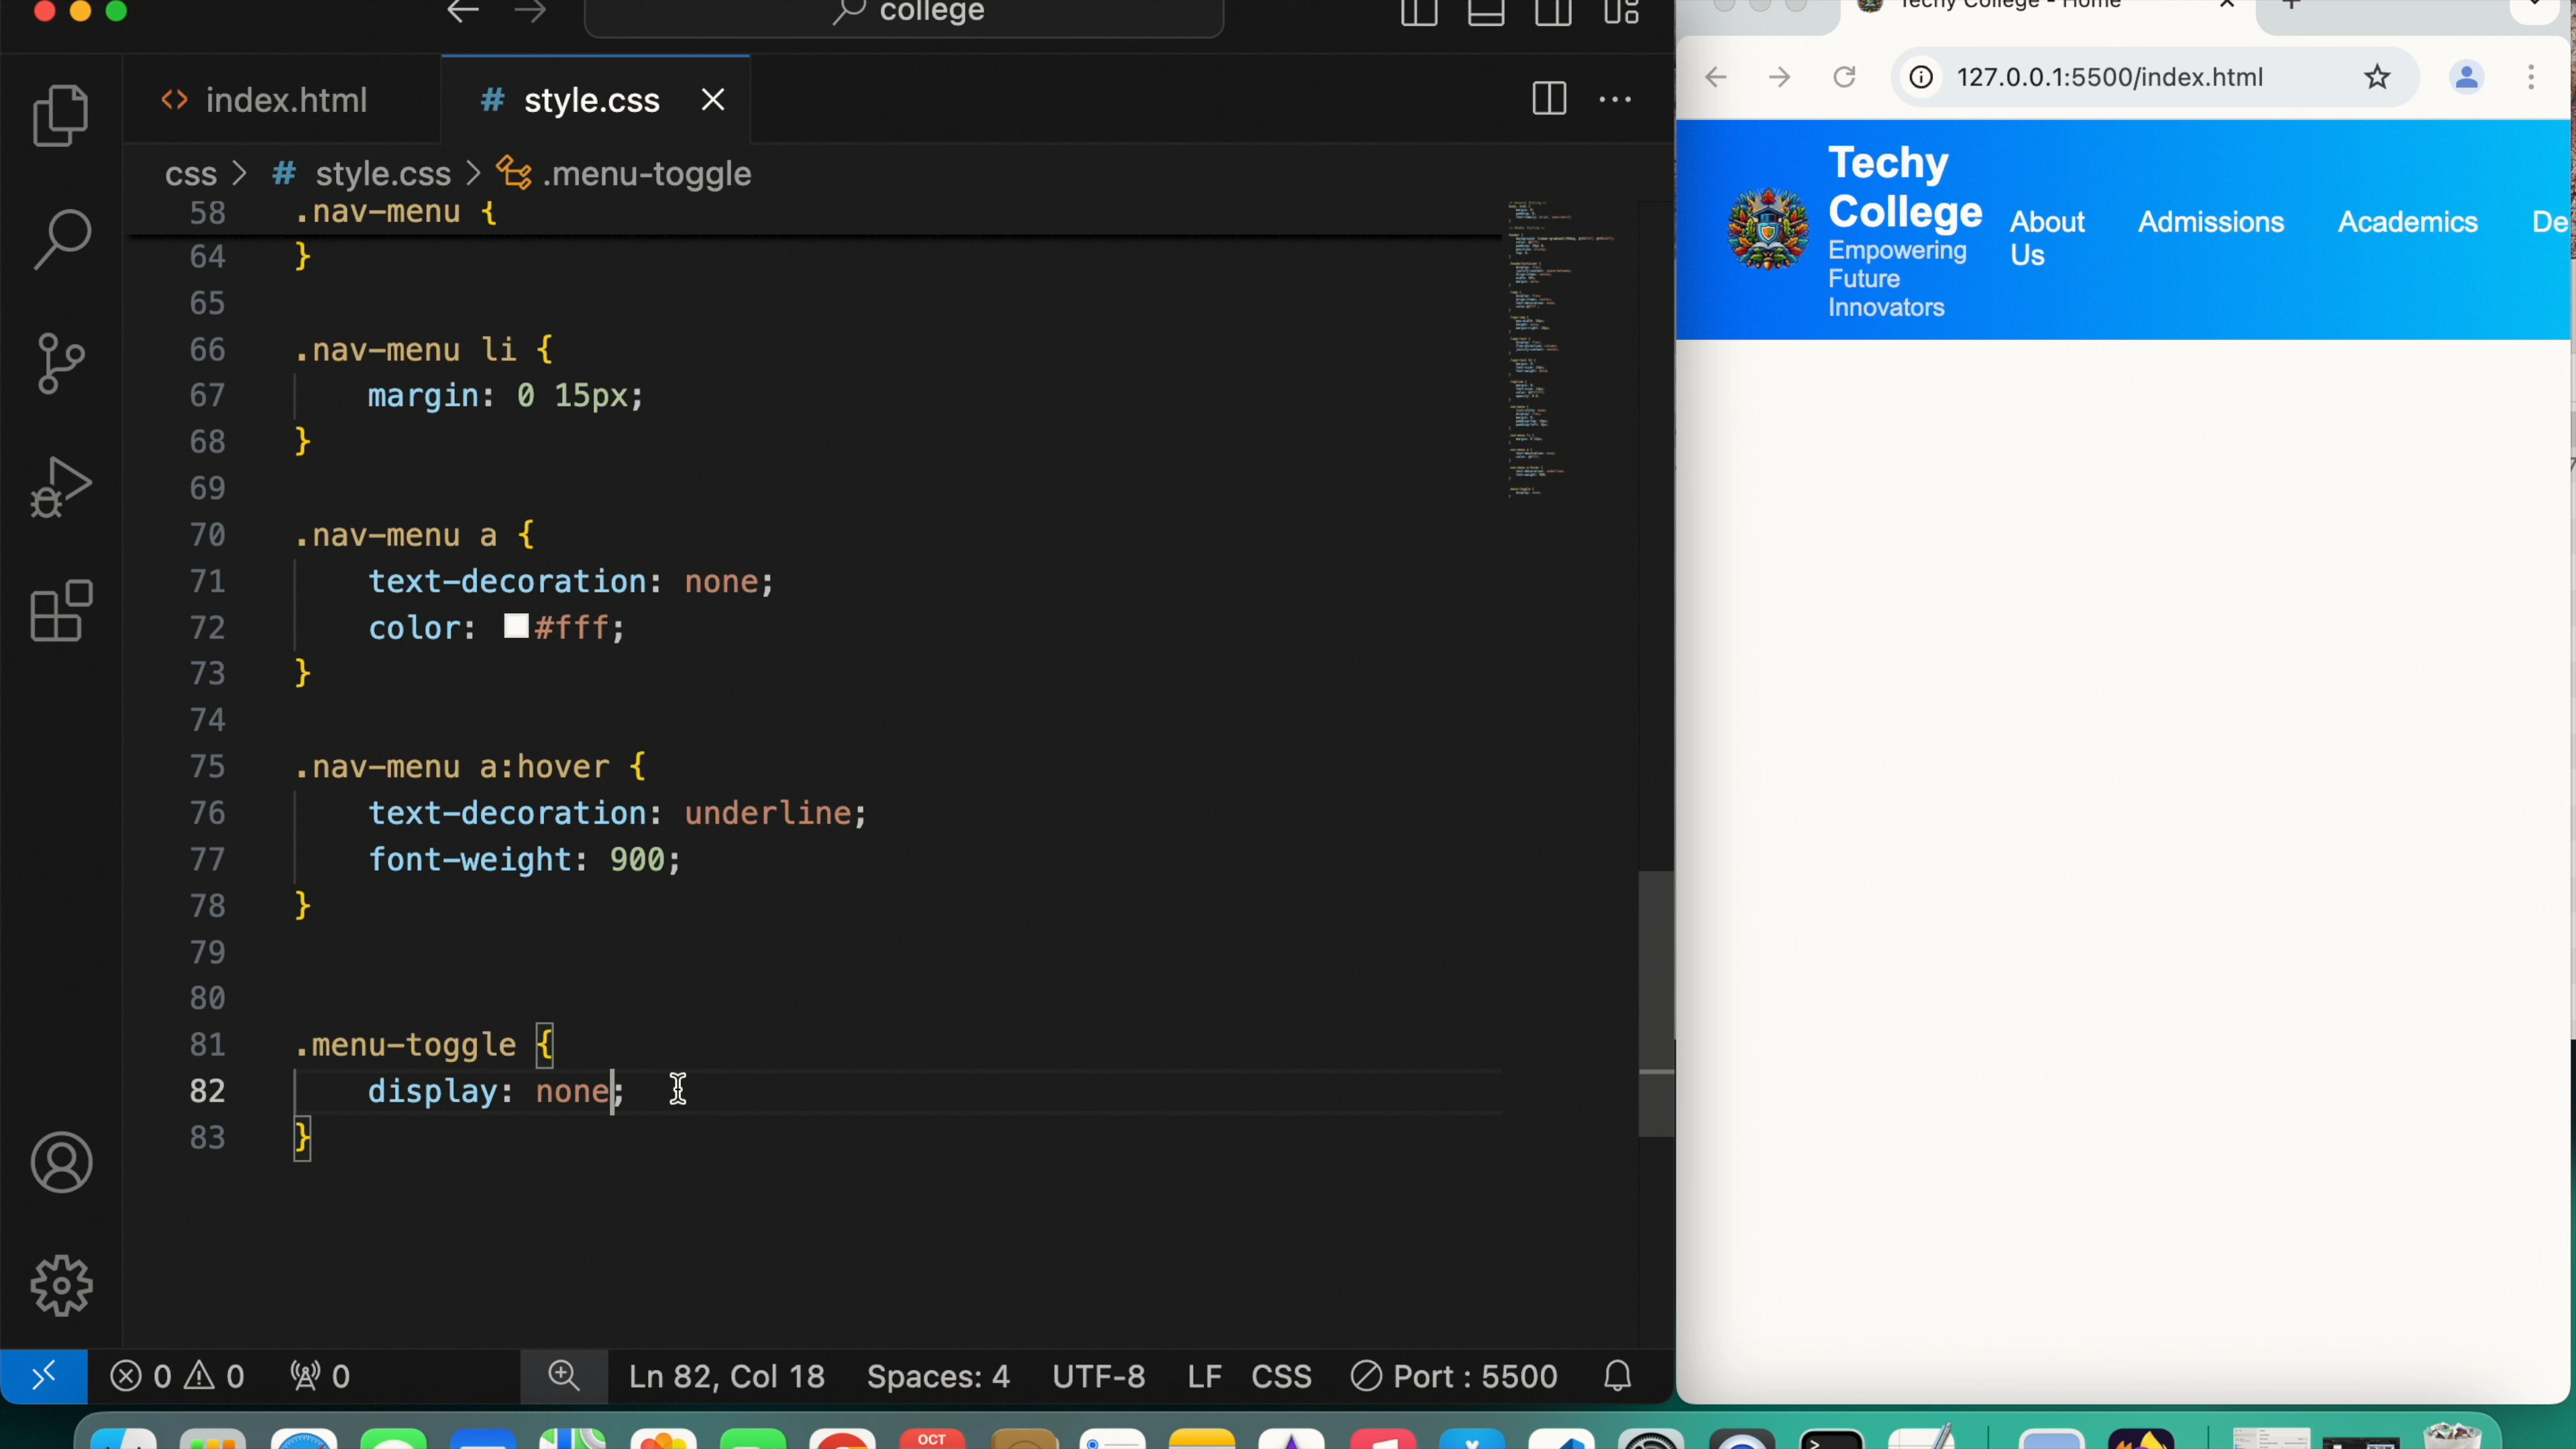 college
index.html
# style.css
css > # style.css > .menu-toggle
58 .nav-menu {
64 }
65
66 .nav-menu li {
67 margin: 0 15px;
68 }
69
70 .nav-menu a {
71 text-decoration: none;
72 color: #fff;
73 }
74
75 .nav-menu a:hover {
76 text-decoration: underline;
77 font-weight: 900;
78 }
79
80
81 .menu-toggle {
82 display: none;
83 }
0 0 0 Ln 82, Col 18 Spaces: 4 UTF-8 LF CSS Port : 5500
Techy College - Home
127.0.0.1:5500/index.html
Techy
College
Empowering
Future
Innovators
About
Us
Admissions
Academics
De
OCT